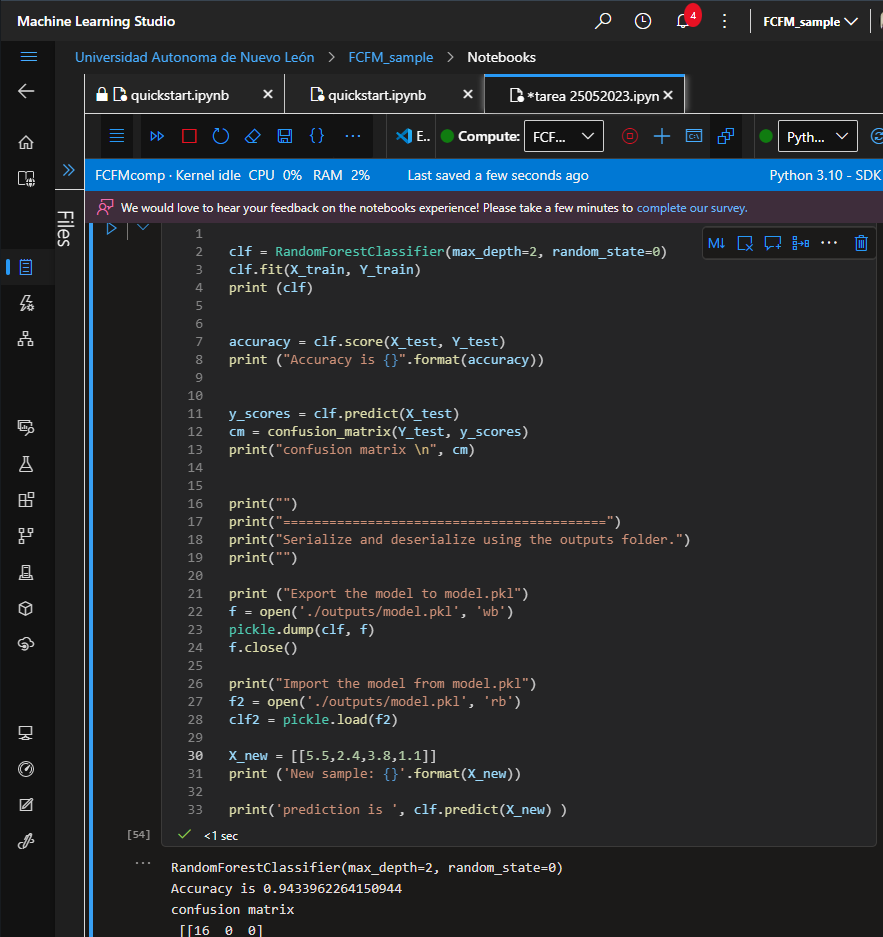 Machine Learning Studio
4
FCFM_sample
Universidad Autonoma de Nuevo León > FCFM_sample > Notebooks
quickstart.ipynb
quickstart.ipynb
*tarea 25052023.ipyn
E..
Compute:
FCF...
Pyth...
FCFMcomp · Kernel idle CPU 0% RAM 2%
Last saved a few seconds ago
Python 3.10 - SDK
We would love to hear your feedback on the notebooks experience! Please take a few minutes to complete our survey.
Files
M↓
1
2 clf = RandomForestClassifier(max_depth=2, random_state=0)
3 clf.fit(X_train, Y_train)
4 print (clf)
5
6
7 accuracy = clf.score(X_test, Y_test)
8 print ("Accuracy is {}".format(accuracy))
9
10
11 y_scores = clf.predict(X_test)
12 cm = confusion_matrix(Y_test, y_scores)
13 print("confusion matrix \n", cm)
14
15
16 print("")
17 print("==========================================")
18 print("Serialize and deserialize using the outputs folder.")
19 print("")
20
21 print ("Export the model to model.pkl")
22 f = open('./outputs/model.pkl', 'wb')
23 pickle.dump(clf, f)
24 f.close()
25
26 print("Import the model from model.pkl")
27 f2 = open('./outputs/model.pkl', 'rb')
28 clf2 = pickle.load(f2)
29
30 X_new = [[5.5,2.4,3.8,1.1]]
31 print ('New sample: {}'.format(X_new))
32
33 print('prediction is ', clf.predict(X_new) )
[54]
<1 sec
RandomForestClassifier(max_depth=2, random_state=0)
Accuracy is 0.9433962264150944
confusion matrix
[[16 0 0]